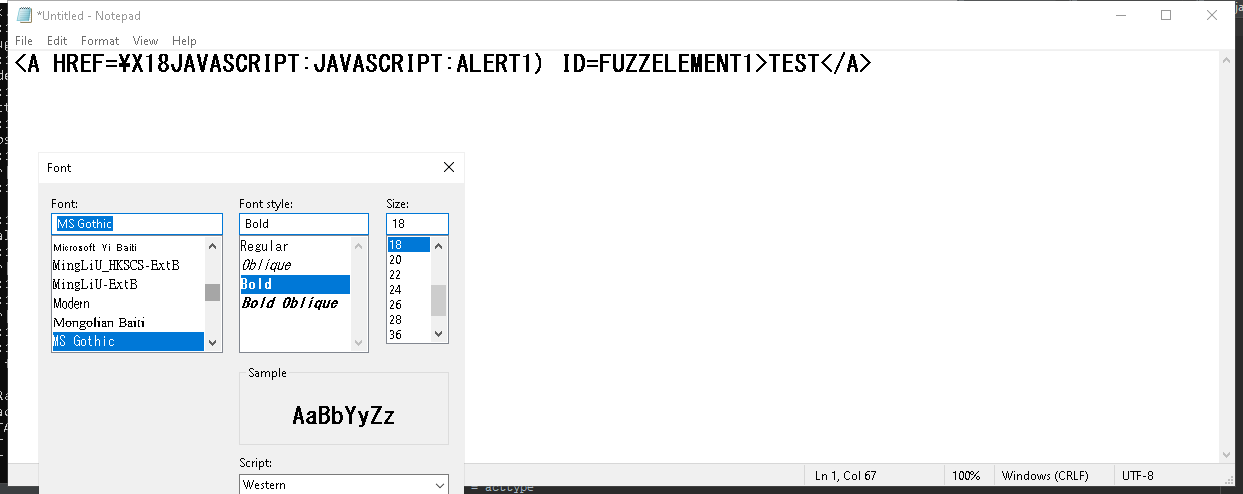 *Untitled - Notepad
File Edit Format View Help
<A HREF=¥X18JAVASCRIPT:JAVASCRIPT:ALERT1) ID=FUZZELEMENT1>TEST</A>
Font
Font: Font style: Size:
MS Gothic Bold 18
Microsoft Yi Baiti Regular 18
MingLiU_HKSCS-ExtB Oblique 20
MingLiU-ExtB Bold 22
Modern Bold Oblique 24
Mongolian Baiti 26
MS Gothic 28
36
Sample
AaBbYyZz
Script:
Western
Ln 1, Col 67 100% Windows (CRLF) UTF-8
= acctype